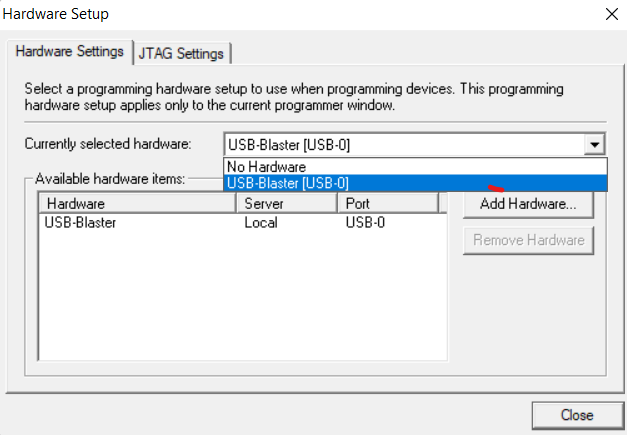 Hardware Setup
Hardware Settings
JTAG Settings
Select a programming hardware setup to use when programming devices. This programming
hardware setup applies only to the current programmer window.
Currently selected hardware:
USB-Blaster [USB-0]
No Hardware
USB-Blaster [USB-0]
Available hardware items:
Hardware Server Port
USB-Blaster Local USB-0
Add Hardware...
Remove Hardware
Close